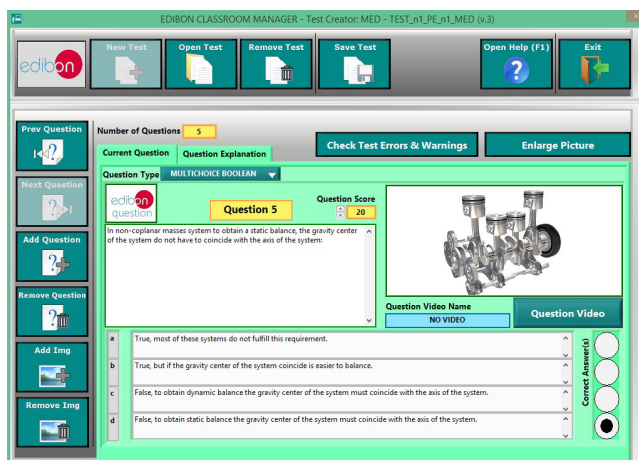 EDIBON CLASSROOM MANAGER - Test Creator: MED - TEST_n1_PE_n1_MED (v.3)
New Test
Open Test
Remove Test
Save Test
Open Help (F1)
Exit
edibon
Prev Question
Number of Questions 5
Check Test Errors & Warnings
Enlarge Picture
Current Question
Question Explanation
Question Type MULTICHOICE BOOLEAN
Next Question
edibon
question
Question 5
Question Score
20
In non-coplanar masses system to obtain a static balance, the gravity center
of the system do not have to coincide with the axis of the system:
Add Question
Remove Question
Question Video Name
NO VIDEO
Question Video
Add Img
Remove Img
a True, most of these systems do not fulfill this requirement.
b True, but if the gravity center of the system coincide is easier to balance.
c False, to obtain dynamic balance the gravity center of the system must coincide with the axis of the system.
d False, to obtain static balance the gravity center of the system must coincide with the axis of the system.
Correct Answer(s)